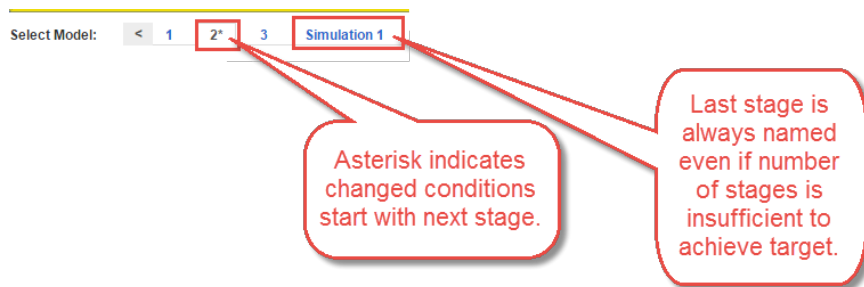 Select Model: < 1 2* 3 Simulation 1
Asterisk indicates
changed conditions
start with next stage.
Last stage is
always named
even if number
of stages is
insufficient to
achieve target.